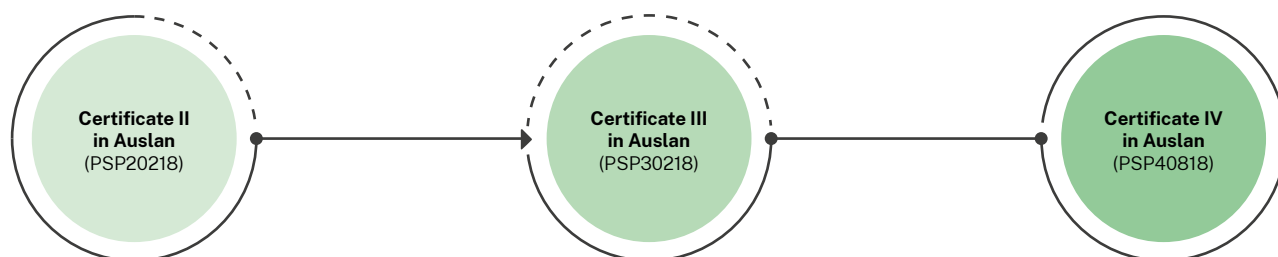 Certificate II
in Auslan
(PSP20218)
Certificate III
in Auslan
(PSP30218)
Certificate IV
in Auslan
(PSP40818)